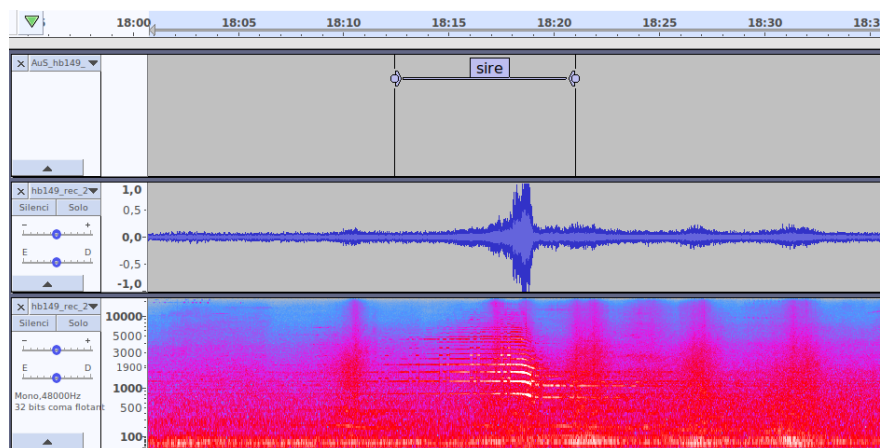 18:00 18:05 18:10 18:15 18:20 18:25 18:30 18:3
AuS_hb149_
sire
hb149_rec_2
Silenci Solo
- +
E D
1,0
0,5-
0,0-
-0,5-
-1,0
hb149_rec_2
Silenci Solo
- +
E D
Mono,48000Hz
32 bits coma flotant
10000-
5000-
3000-
1900-
1000-
500-
100-